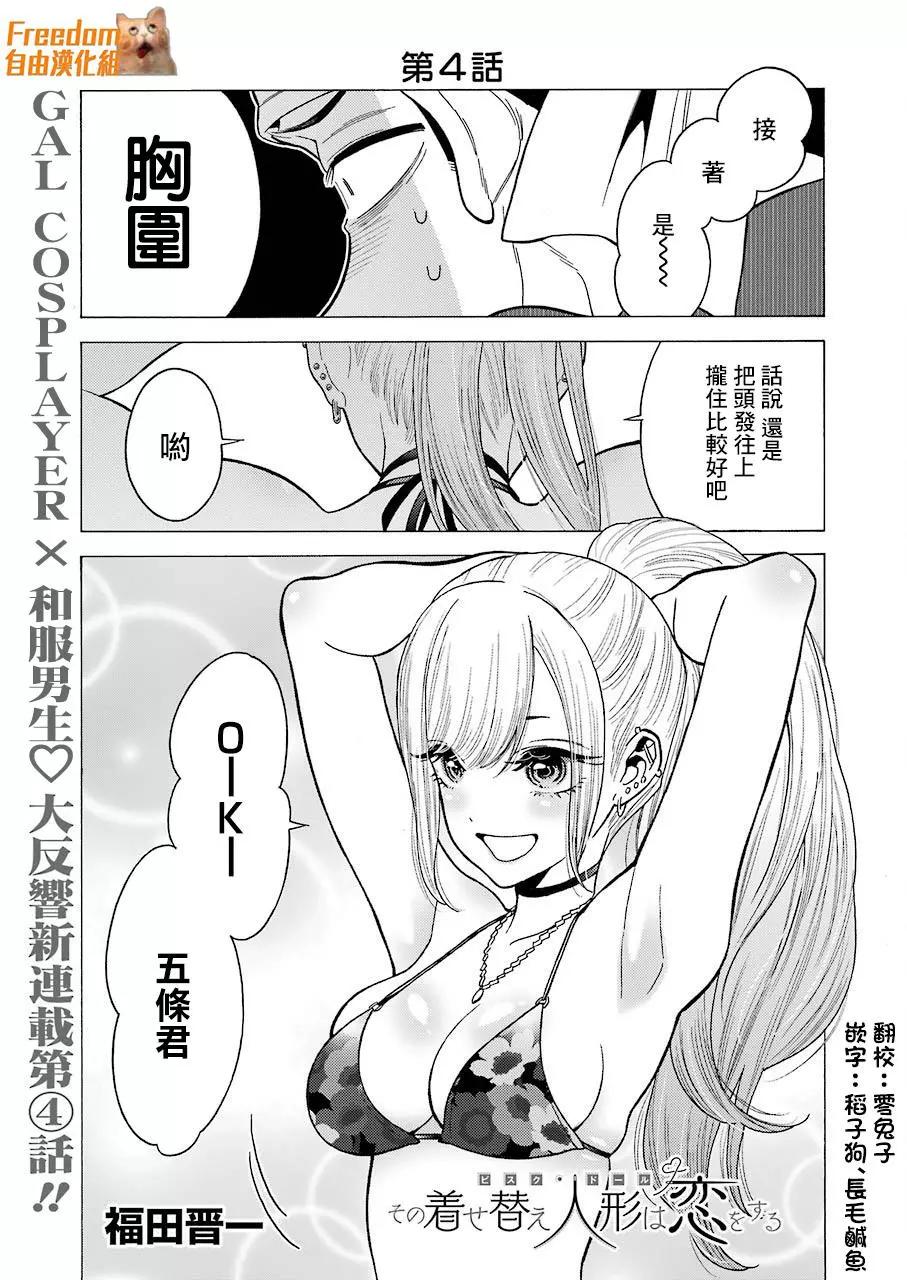 Freedom
自由漢化組
第4話
接著是～～
胸圍
話說 還是
把頭發往上
攏住比較好吧
喲
OーKー
五條君
GAL COSPLAYER × 和服男生♡大反響新連載第④話!!
ビスク・ドール
その着せ替え人形は恋をする
福田晋一
翻校：零兔子
嵌字：稻子狗、長毛鹹魚